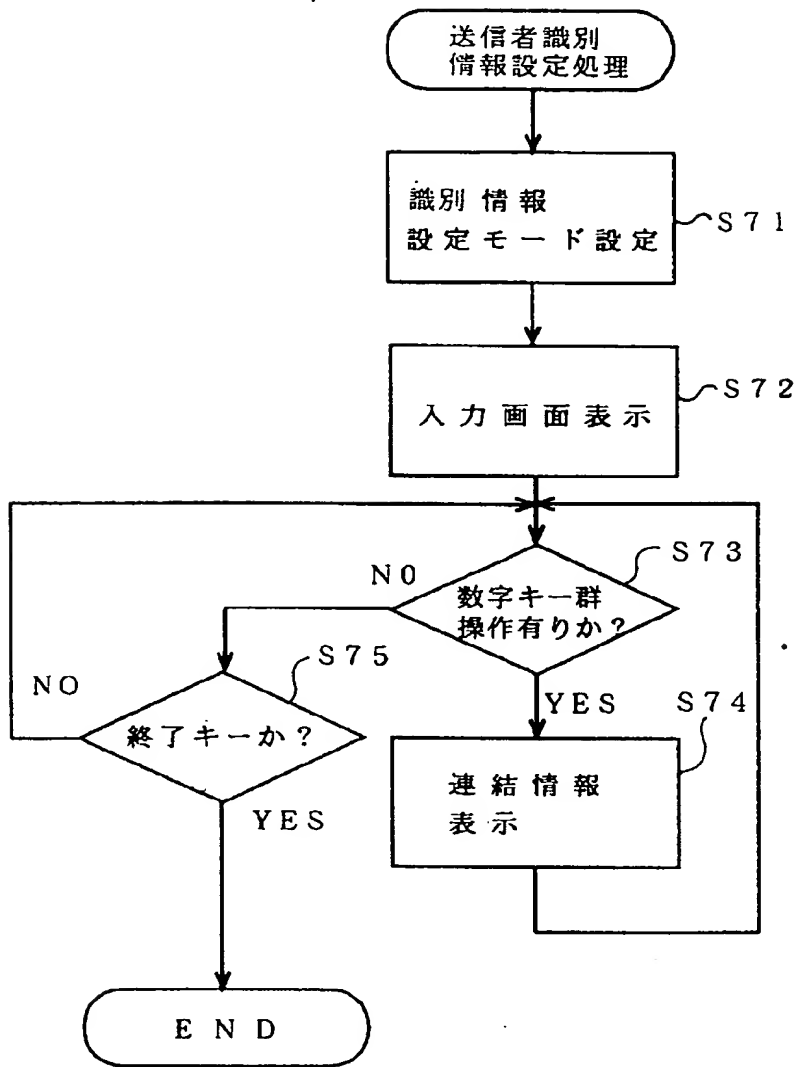 送信者識別
情報設定処理
識別情報
設定モード設定
S71
入力画面表示
S72
S73
NO
数字キー群
操作有りか？
S75
NO
YES
S74
終了キーか？
連結情報
表示
YES
END